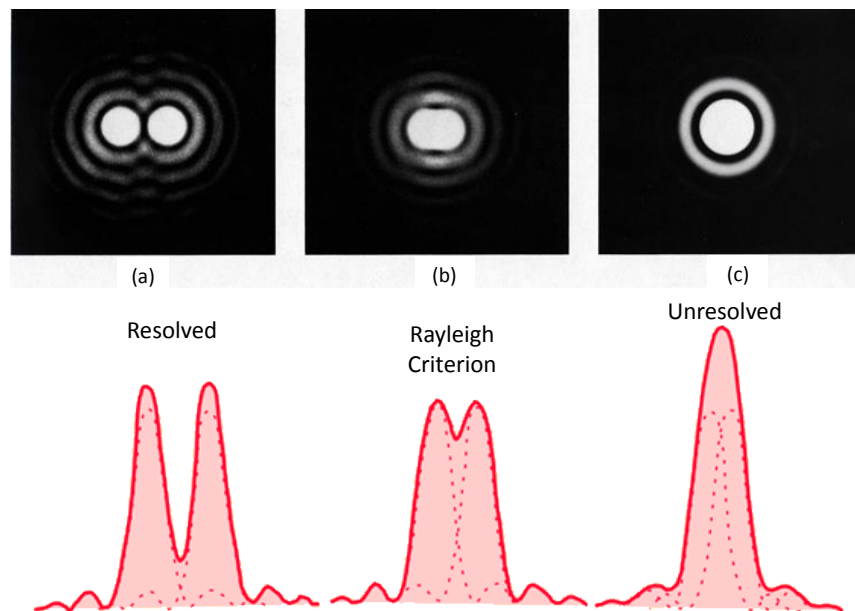 (a)
(b)
(c)
Resolved
Rayleigh
Criterion
Unresolved